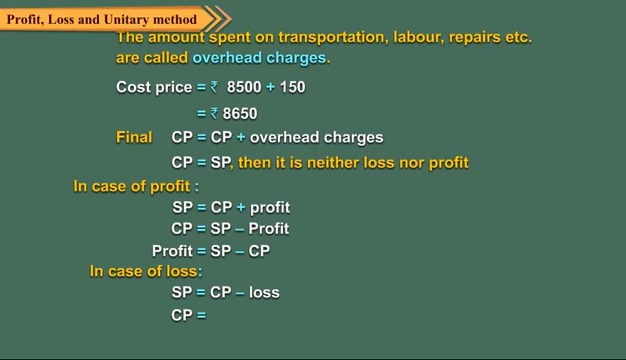 Profit, Loss and Unitary method
The amount spent on transportation, labour, repairs etc.
are called overhead charges.
Cost price = ₹ 8500 + 150
= ₹ 8650
Final CP = CP + overhead charges
CP = SP, then it is neither loss nor profit
In case of profit :
SP = CP + profit
CP = SP – Profit
Profit = SP – CP
In case of loss:
SP = CP – loss
CP =